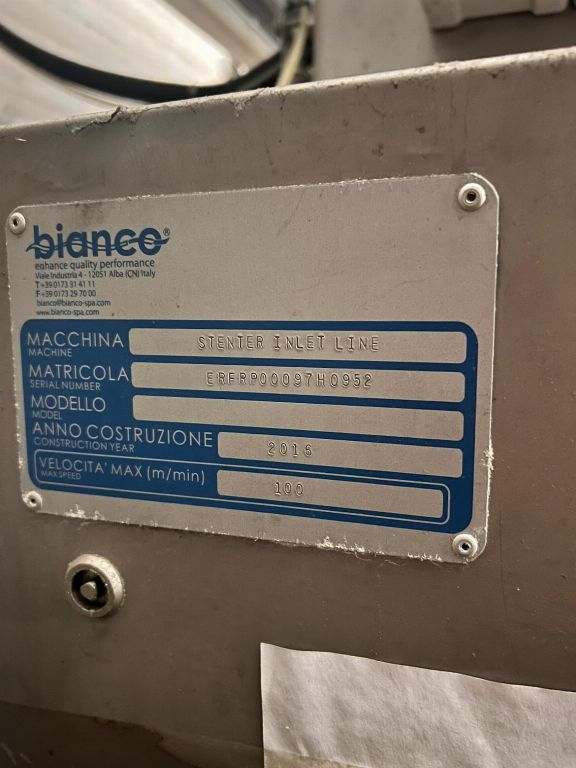 bianco®
enhance quality performance
Viale Industria 4 - 12051 Alba (CN) Italy
T +39 0173 31 41 11
F +39 0173 29 70 00
bianco@bianco-spa.com
www.bianco-spa.com
MACCHINA STENTER INLET LINE
MACHINE
MATRICOLA ERFRP00097H0952
SERIAL NUMBER
MODELLO
MODEL
ANNO COSTRUZIONE 2015
CONSTRUCTION YEAR
VELOCITA' MAX (m/min) 100
MAX SPEED